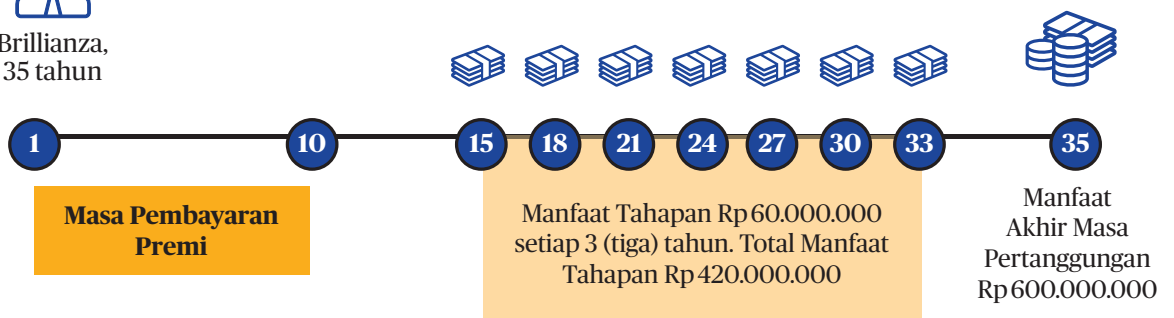 Brillianza,
35 tahun
1
10
15
18
21
24
27
30
33
35
Masa Pembayaran
Premi
Manfaat Tahapan Rp 60.000.000
setiap 3 (tiga) tahun. Total Manfaat
Tahapan Rp 420.000.000
Manfaat
Akhir Masa
Pertanggungan
Rp 600.000.000